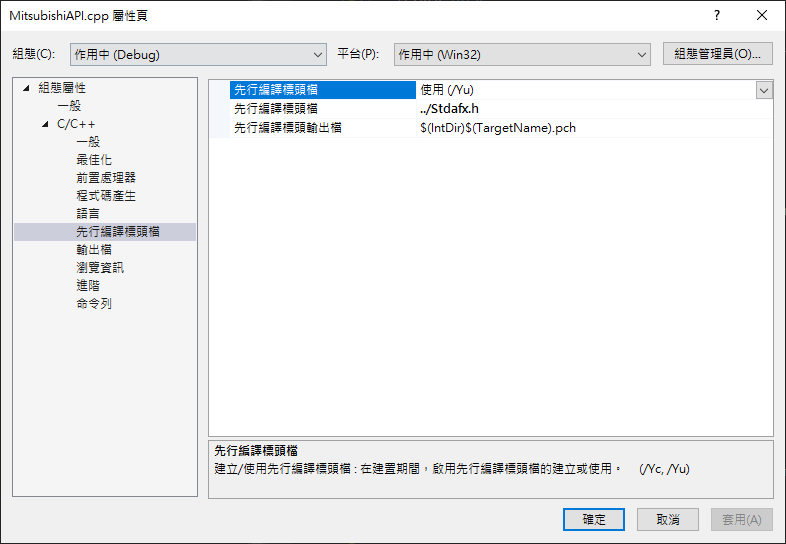 MitsubishiAPI.cpp 屬性頁
?
組態(C):
作用中 (Debug)
平台(P):
作用中 (Win32)
組態管理員(O)...
組態屬性
一般
C/C++
一般
最佳化
前置處理器
程式碼產生
語言
先行編譯標頭檔
輸出檔
瀏覽資訊
進階
命令列
先行編譯標頭檔
使用 (/Yu)
先行編譯標頭檔
../Stdafx.h
先行編譯標頭輸出檔
$(IntDir)$(TargetName).pch
先行編譯標頭檔
建立/使用先行編譯標頭檔 : 在建置期間，啟用先行編譯標頭檔的建立或使用。 (/Yc, /Yu)
確定
取消
套用(A)